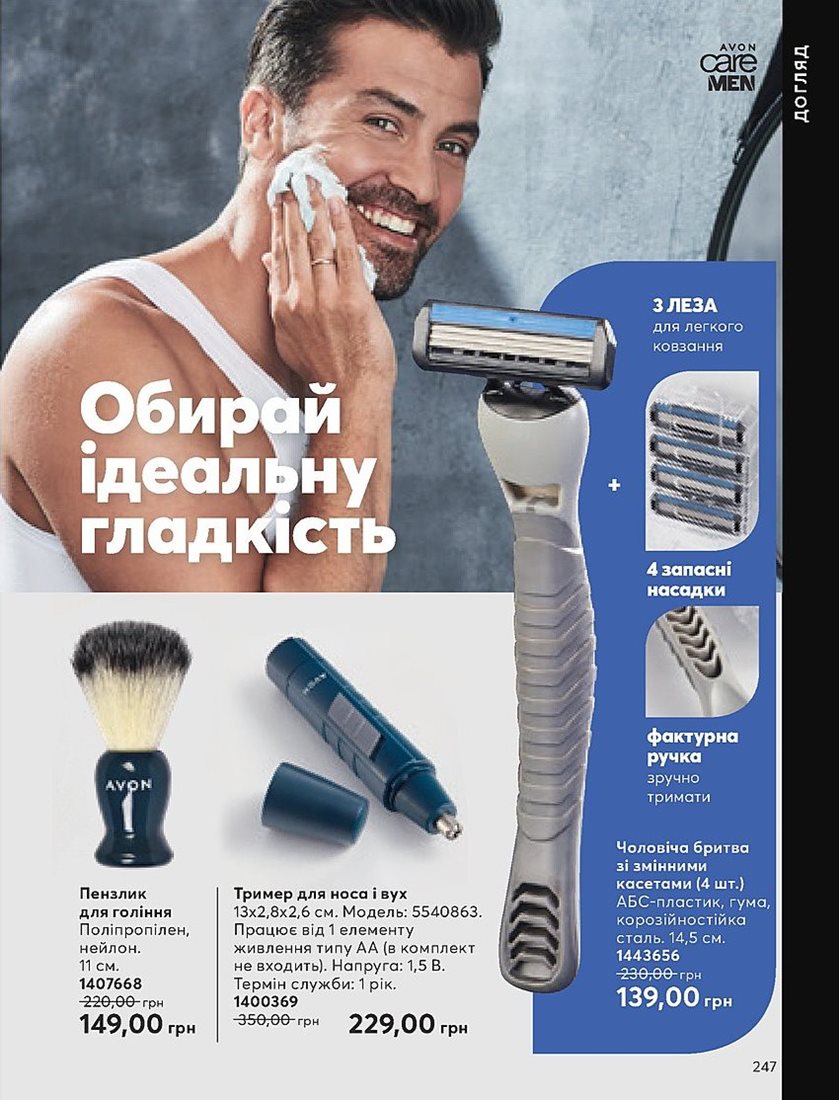 AVON
care
MEN
ДОГЛЯД
Обирай
ідеальну
гладкість
3 ЛЕЗА
для легкого
ковзання
+
4 запасні
насадки
фактурна
ручка
зручно
тримати
AVON
AVON
Пензлик
для гоління
Поліпропілен,
нейлон.
11 см.
1407668
220,00 грн
149,00 грн
Тример для носа і вух
13х2,8х2,6 см. Модель: 5540863.
Працює від 1 елементу
живлення типу АА (в комплект
не входить). Напруга: 1,5 В.
Термін служби: 1 рік.
1400369
350,00 грн
229,00 грн
Чоловіча бритва
зі змінними
касетами (4 шт.)
АБС-пластик, гума,
корозійностійка
сталь. 14,5 см.
1443656
230,00 грн
139,00 грн
247